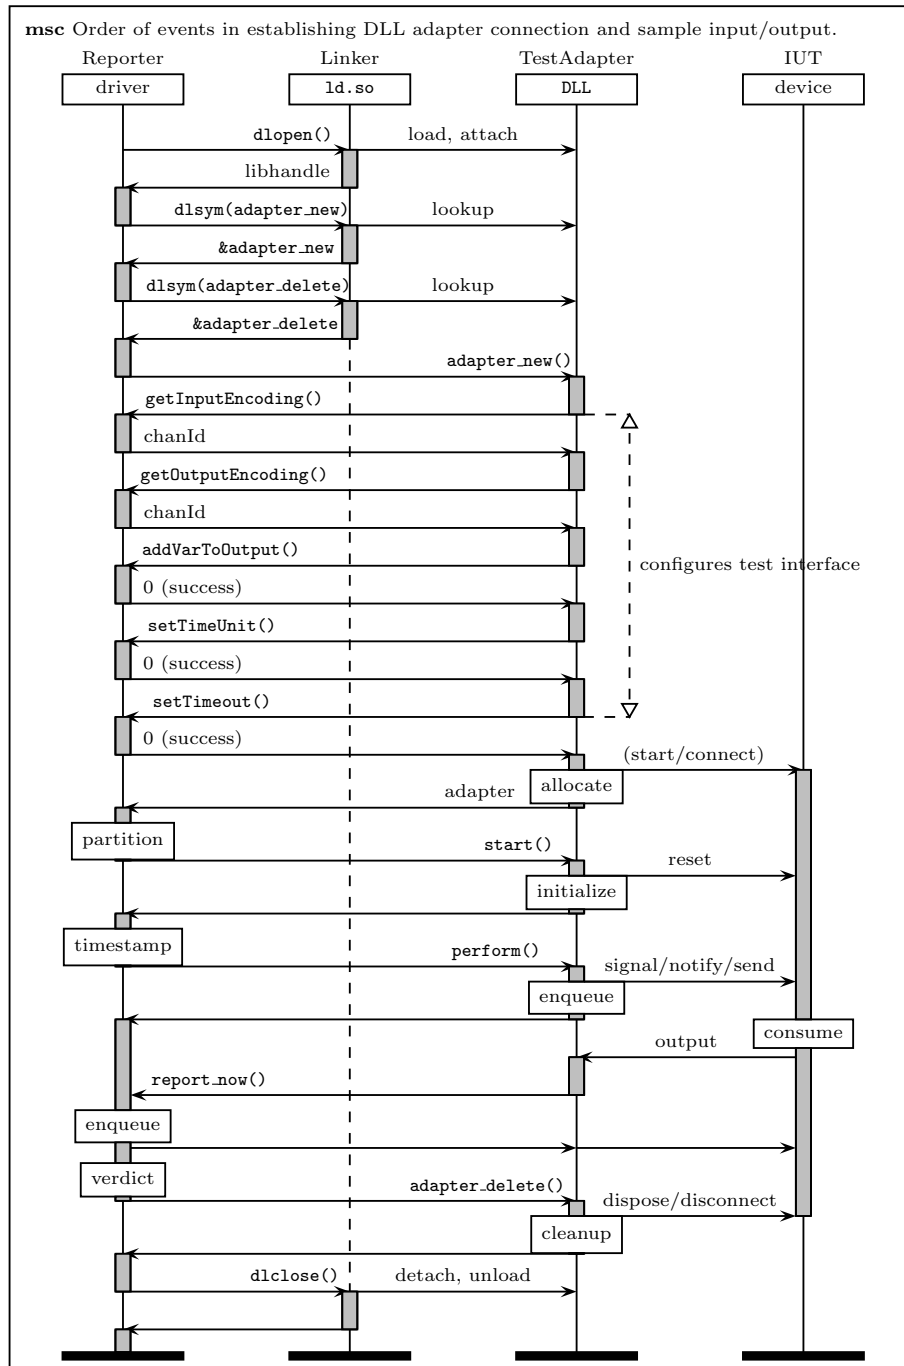 msc Order of events in establishing DLL adapter connection and sample input/output.
Reporter Linker TestAdapter IUT
driver ld.so DLL device
dlopen() load, attach
libhandle
dlsym(adapter_new) lookup
&adapter_new
dlsym(adapter_delete) lookup
&adapter_delete
adapter_new()
getInputEncoding()
chanId
getOutputEncoding()
chanId
addVarToOutput()
configures test interface
0 (success)
setTimeUnit()
0 (success)
setTimeout()
0 (success)
(start/connect)
allocate
adapter
partition
start()
reset
initialize
timestamp
perform()
signal/notify/send
enqueue
consume
output
report_now()
enqueue
verdict
adapter_delete()
dispose/disconnect
cleanup
dlclose() detach, unload